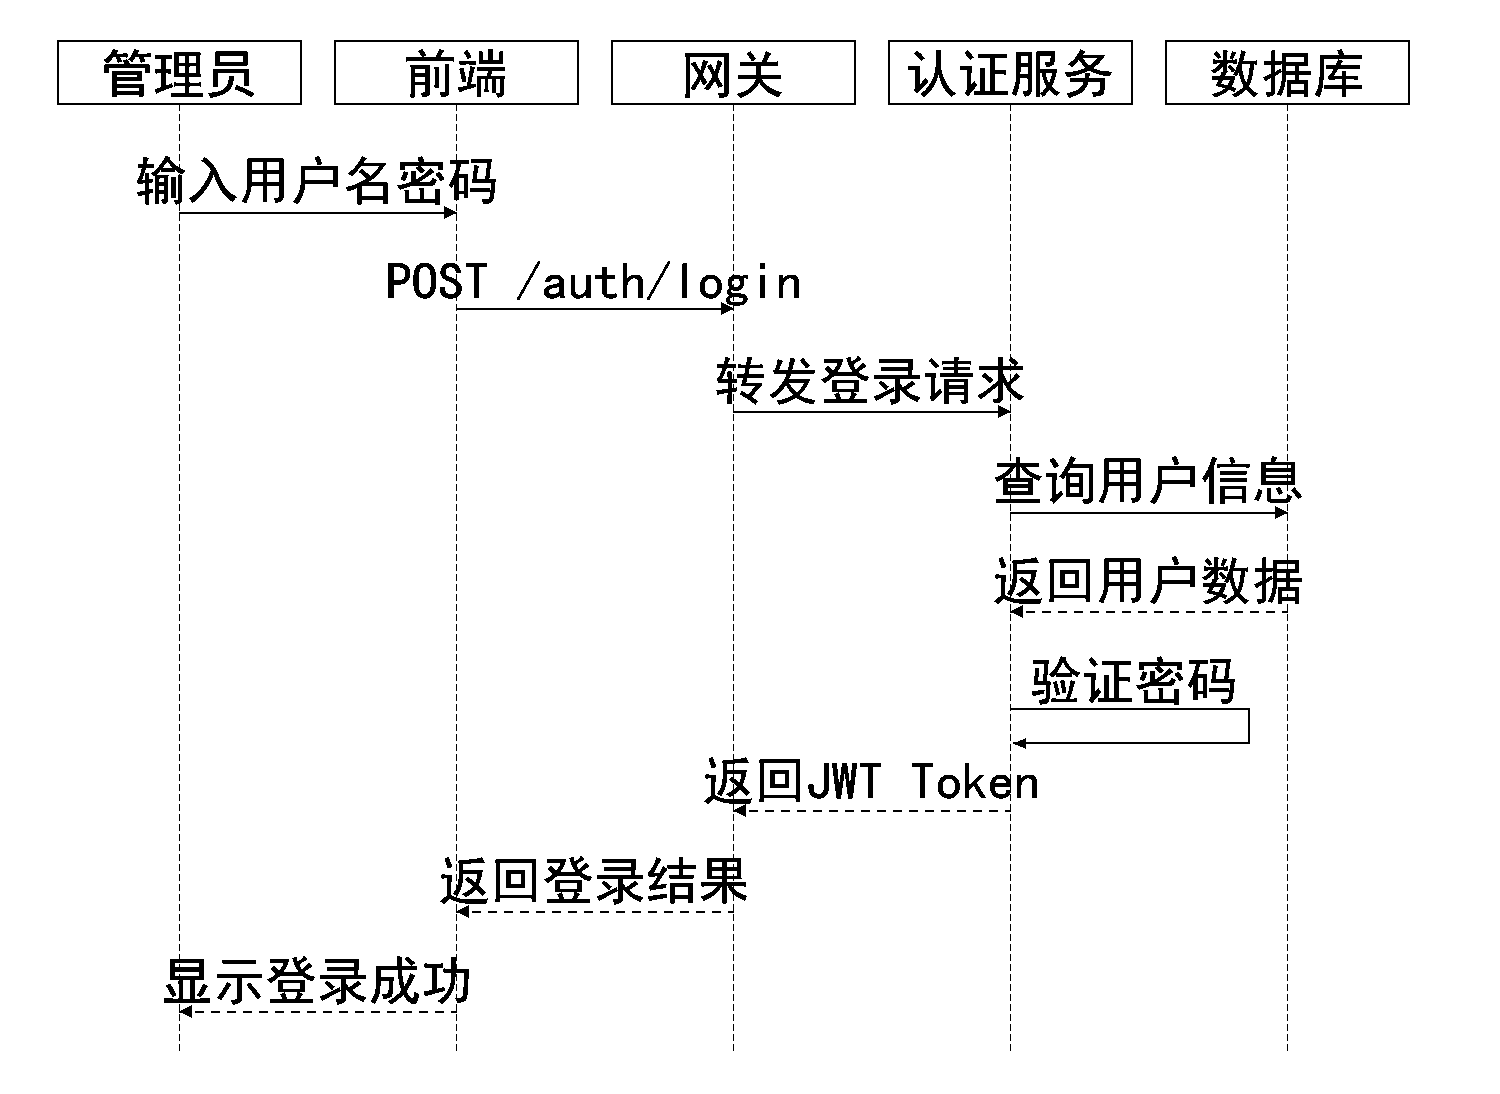 管理员
前端
网关
认证服务
数据库
输入用户名密码
POST /auth/login
转发登录请求
查询用户信息
返回用户数据
验证密码
返回JWT Token
返回登录结果
显示登录成功